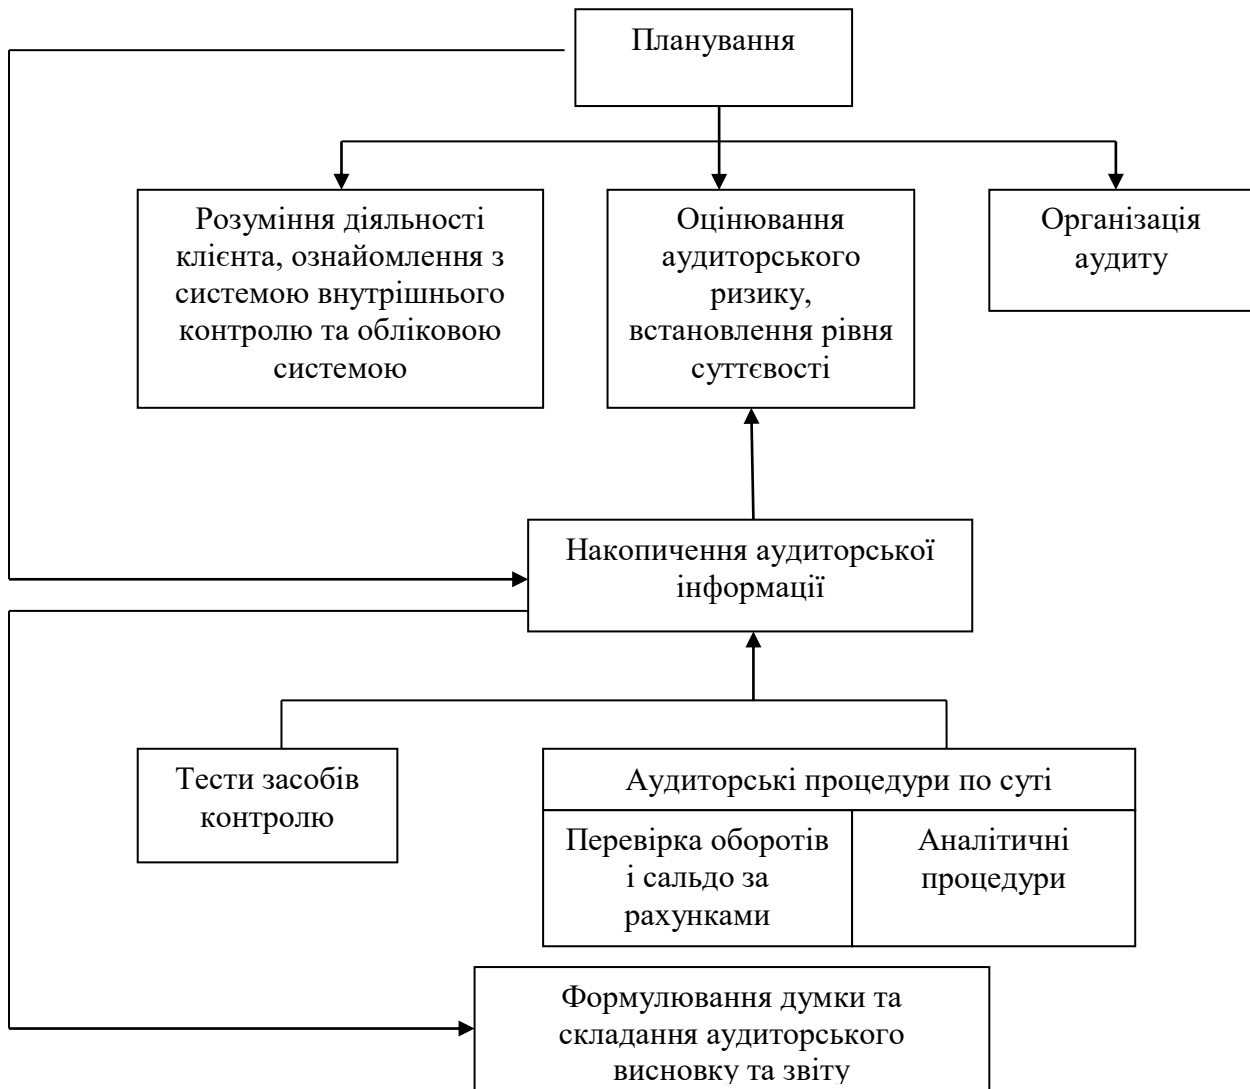 Планування
Розуміння діяльності
клієнта, ознайомлення з
системою внутрішнього
контролю та обліковою
системою
Оцінювання
аудиторського
ризику,
встановлення рівня
суттєвості
Організація
аудиту
Накопичення аудиторської
інформації
Тести засобів
контролю
Аудиторські процедури по суті
Перевірка оборотів
і сальдо за
рахунками
Аналітичні
процедури
Формулювання думки та
складання аудиторського
висновку та звіту